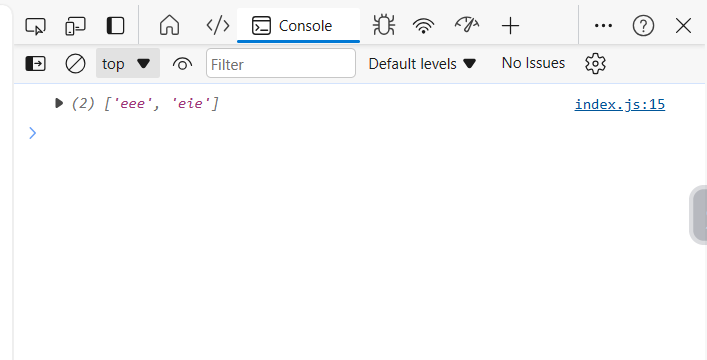 Console
top Filter Default levels No Issues
(2) ['eee', 'eie'] index.js:15